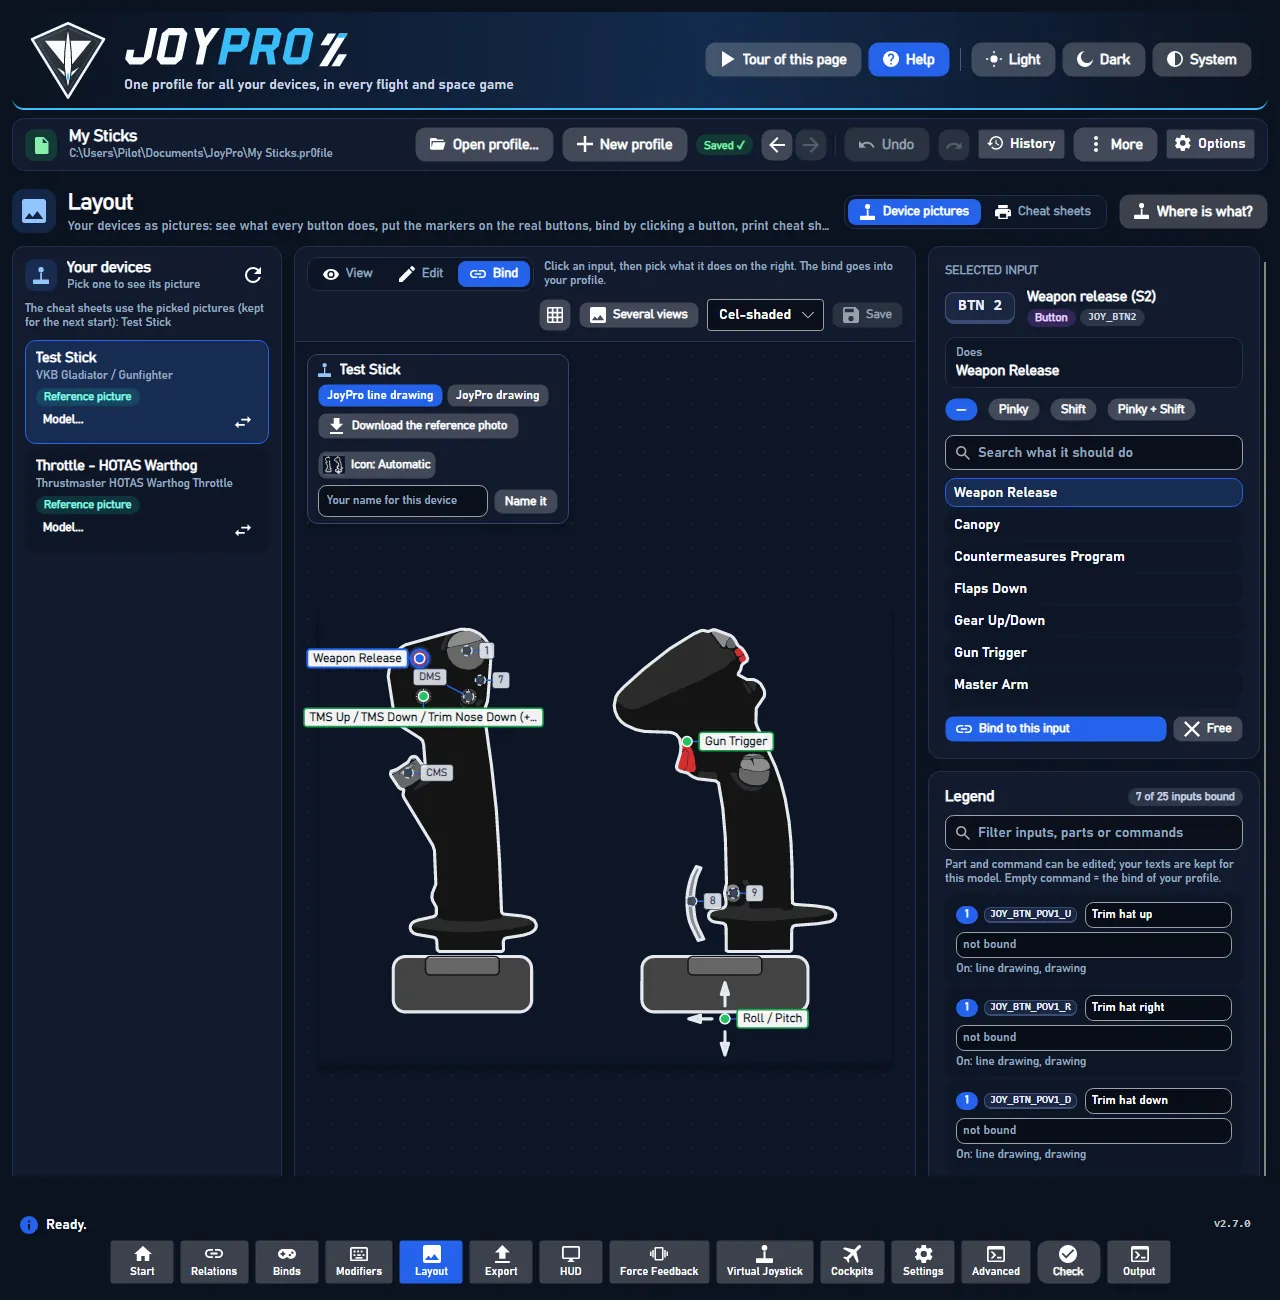 JOYPRO
One profile for all your devices, in every flight and space game
Tour of this page
Help
Light
Dark
System
My Sticks
C:\Users\Pilot\Documents\JoyPro\My Sticks.pr0file
Open profile...
New profile
Saved ✓
Undo
History
More
Options
Layout
Your devices as pictures: see what every button does, put the markers on the real buttons, bind by clicking a button, print cheat sh...
Device pictures
Cheat sheets
Where is what?
Your devices
Pick one to see its picture
The cheat sheets use the picked pictures (kept
for the next start): Test Stick
Test Stick
VKB Gladiator / Gunfighter
Reference picture
Model...
Throttle - HOTAS Warthog
Thrustmaster HOTAS Warthog Throttle
Reference picture
Model...
View
Edit
Bind
Click an input, then pick what it does on the right. The bind goes into
your profile.
Several views
Cel-shaded
Save
Test Stick
JoyPro line drawing
JoyPro drawing
Download the reference photo
Icon: Automatic
Your name for this device
Name it
Weapon Release
1
DMS
7
TMS Up / TMS Down / Trim Nose Down (+...
CMS
Gun Trigger
8
9
Roll / Pitch
SELECTED INPUT
BTN 2
Weapon release (S2)
Button
JOY_BTN2
Does
Weapon Release
—
Pinky
Shift
Pinky + Shift
Search what it should do
Weapon Release
Canopy
Countermeasures Program
Flaps Down
Gear Up/Down
Gun Trigger
Master Arm
Bind to this input
Free
Legend
7 of 25 inputs bound
Filter inputs, parts or commands
Part and command can be edited; your texts are kept for
this model. Empty command = the bind of your profile.
1
JOY_BTN_POV1_U
Trim hat up
not bound
On: line drawing, drawing
1
JOY_BTN_POV1_R
Trim hat right
not bound
On: line drawing, drawing
1
JOY_BTN_POV1_D
Trim hat down
not bound
On: line drawing, drawing
Ready.
v2.7.0
Start
Relations
Binds
Modifiers
Layout
Export
HUD
Force Feedback
Virtual Joystick
Cockpits
Settings
Advanced
Check
Output